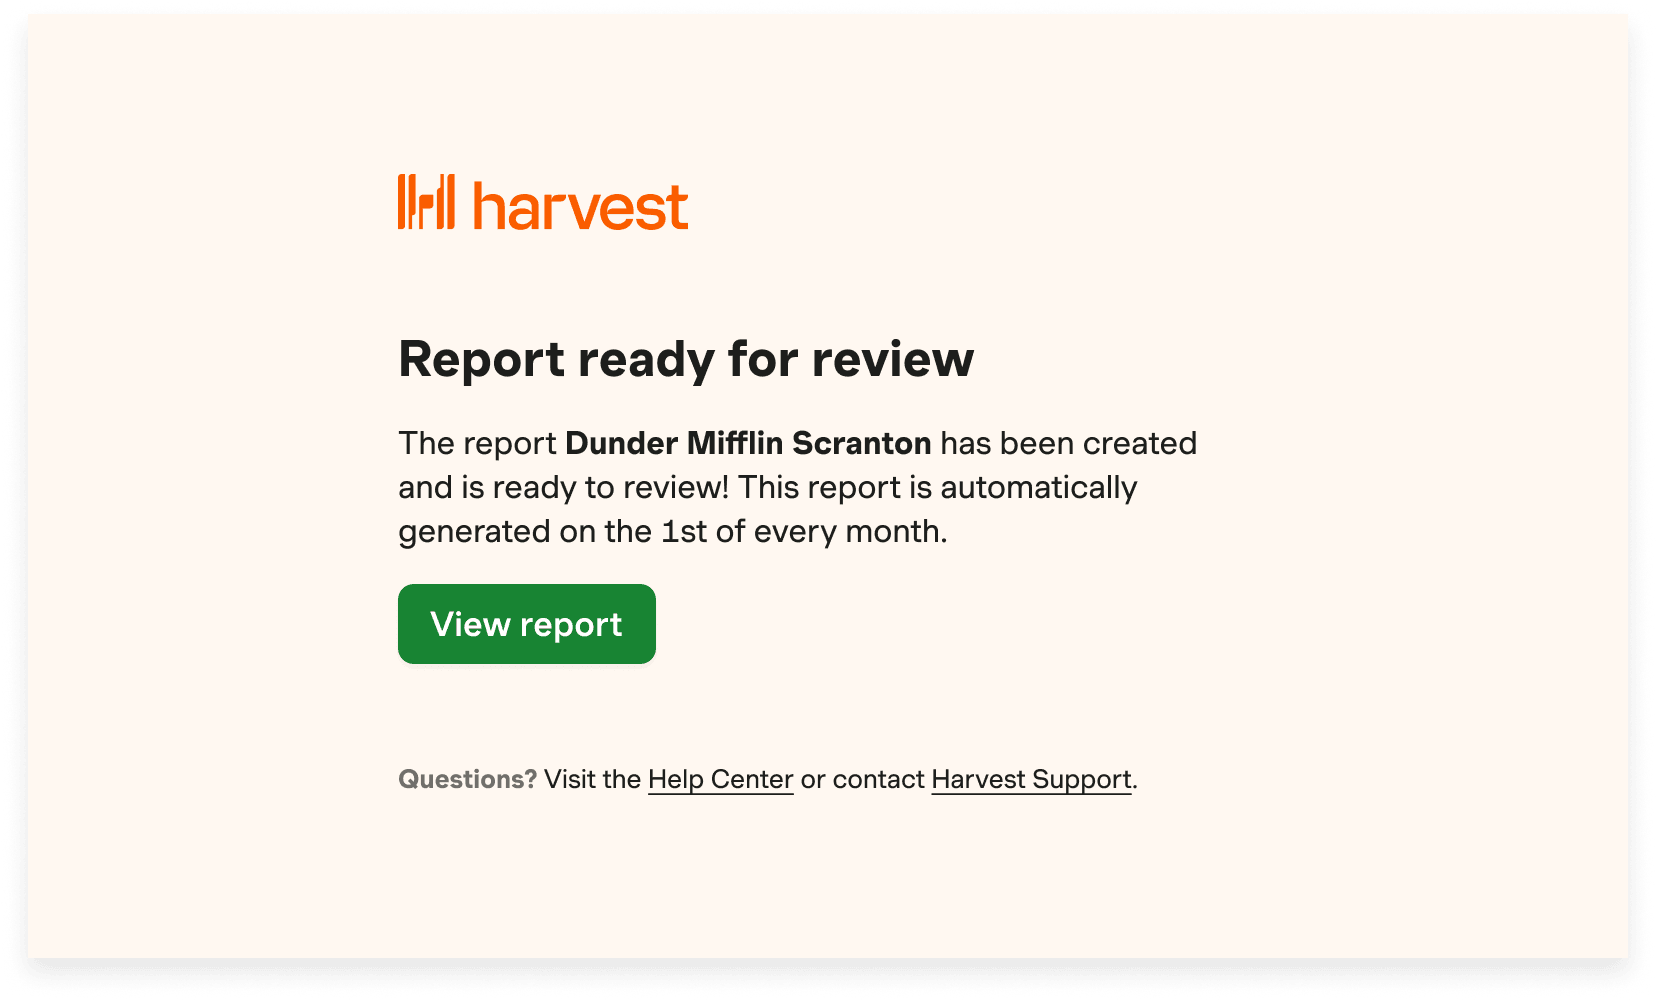 harvest
Report ready for review
The report Dunder Mifflin Scranton has been created
and is ready to review! This report is automatically
generated on the 1st of every month.
View report
Questions? Visit the Help Center or contact Harvest Support.